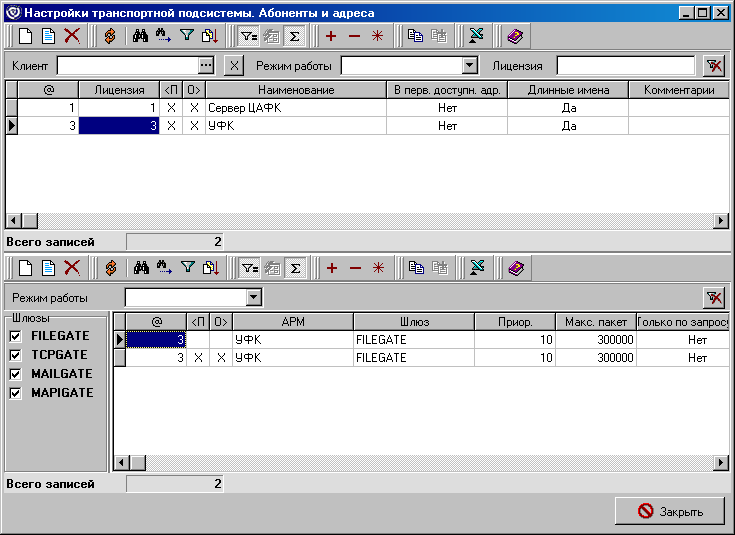 Настройки транспортной подсистемы. Абоненты и адреса
Клиент X Режим работы Лицензия
@ Лицензия <П О> Наименование В перв. доступн. адр. Длинные имена Комментарии
1 1 X X Сервер ЦАФК Нет Да
3 3 X X УФК Нет Да
Всего записей 2
Режим работы
Шлюзы
FILEGATE
TCPGATE
MAILGATE
MAPIGATE
@ <П О> АРМ Шлюз Приор. Макс. пакет Только по запросу
3 УФК FILEGATE 10 300000 Нет
3 X X УФК FILEGATE 10 300000 Нет
Всего записей 2
Закрыть